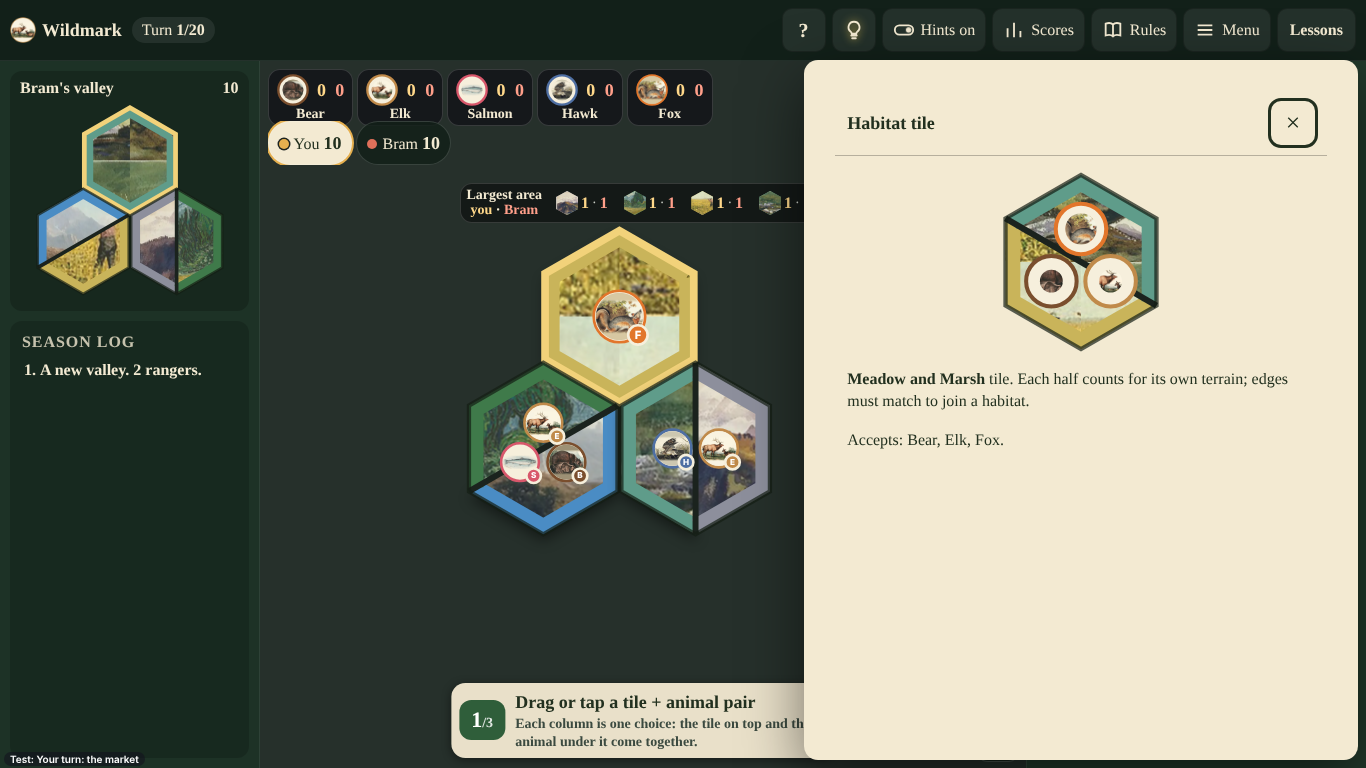 Wildmark
Turn 1/20
?
Hints on
Scores
Rules
Menu
Lessons
Bram's valley
10
SEASON LOG
1. A new valley. 2 rangers.
0 0
Bear
0 0
Elk
0 0
Salmon
0 0
Hawk
0 0
Fox
You 10
Bram 10
Largest area
you · Bram
1 · 1
1 · 1
1 · 1
1 ·
F
E
S
B
H
E
1/3
Drag or tap a tile + animal pair
Each column is one choice: the tile on top and th
animal under it come together.
Habitat tile
×
Meadow and Marsh tile. Each half counts for its own terrain; edges
must match to join a habitat.
Accepts: Bear, Elk, Fox.
Test: Your turn: the market